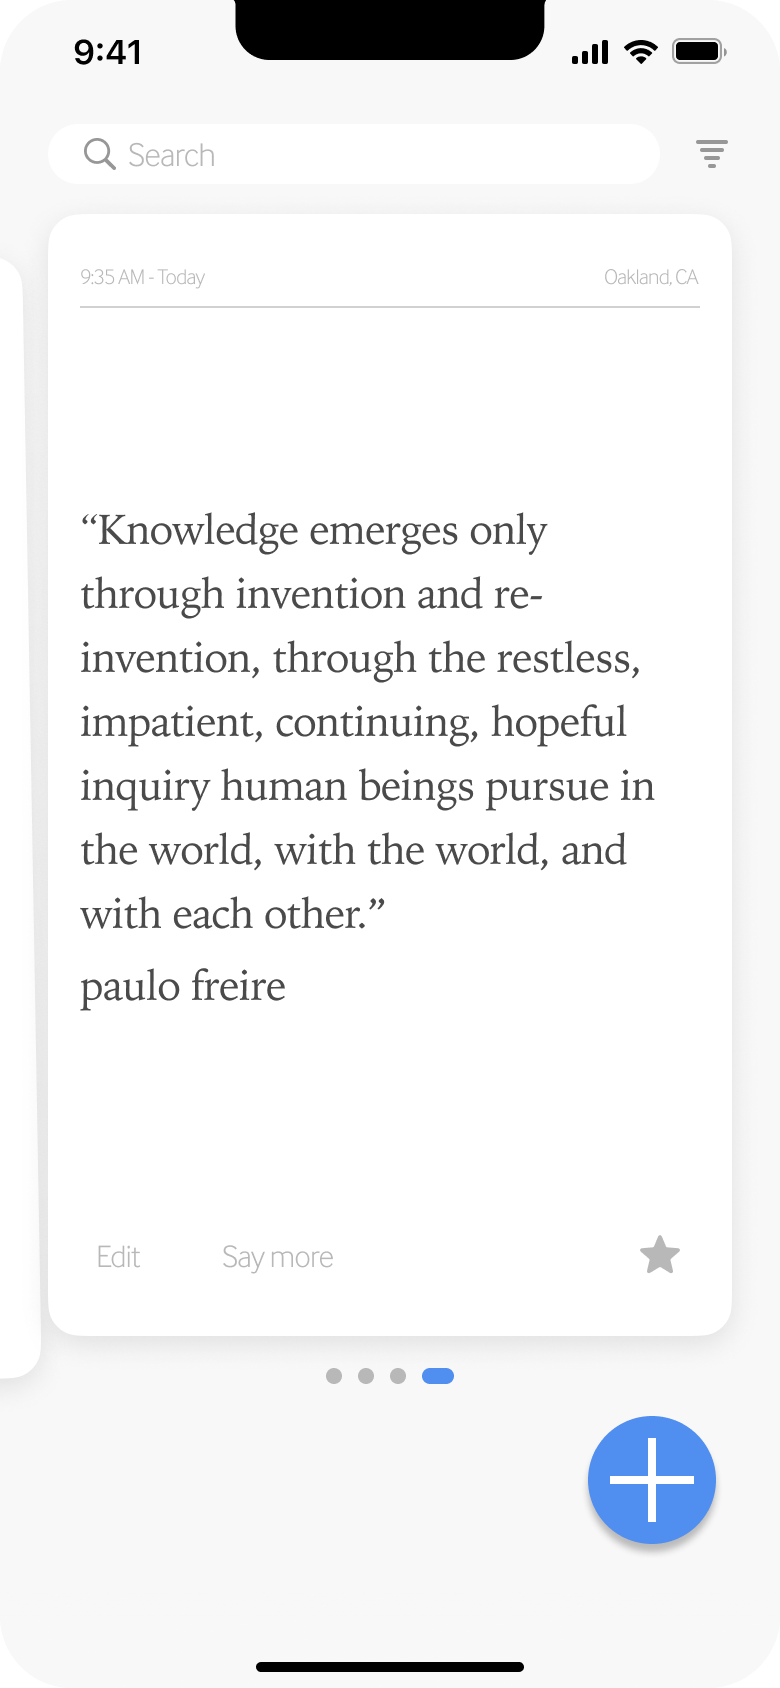 9:41
Search
9:35 AM - Today
Oakland, CA
“Knowledge emerges only
through invention and re-
invention, through the restless,
impatient, continuing, hopeful
inquiry human beings pursue in
the world, with the world, and
with each other.”
paulo freire
Edit
Say more